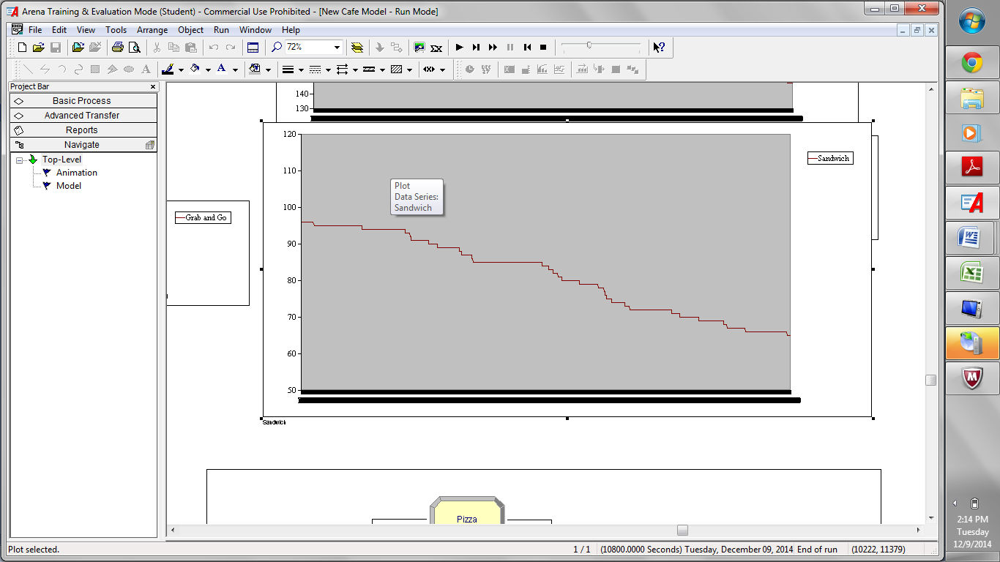 Arena Training & Evaluation Mode (Student) - Commercial Use Prohibited - [New Cafe Model - Run Mode]
File Edit View Tools Arrange Object Run Window Help
72%
Project Bar
Basic Process
Advanced Transfer
Reports
Navigate
Top-Level
Animation
Model
140
130
Grab and Go
120
110
100
90
80
70
60
50
Sandwich
Plot
Data Series:
Sandwich
Sandwich
Pizza
Plot selected.
1 / 1 (10800.0000 Seconds) Tuesday, December 09, 2014 End of run (10222, 11379)
2:14 PM
Tuesday
12/9/2014